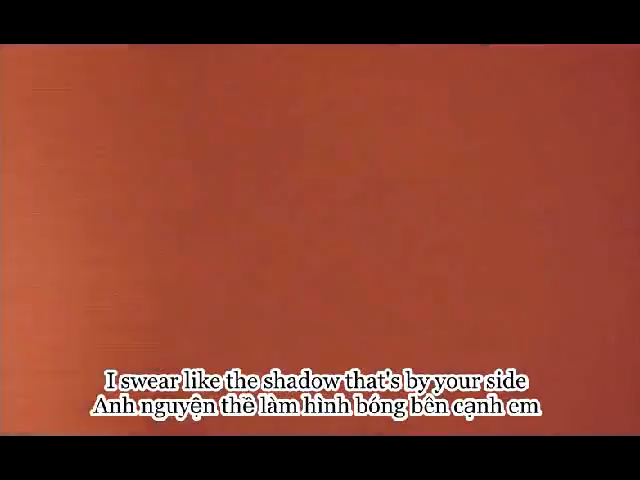 I swear like the shadow that's by your side
Anh nguyện thề làm hình bóng bên cạnh em